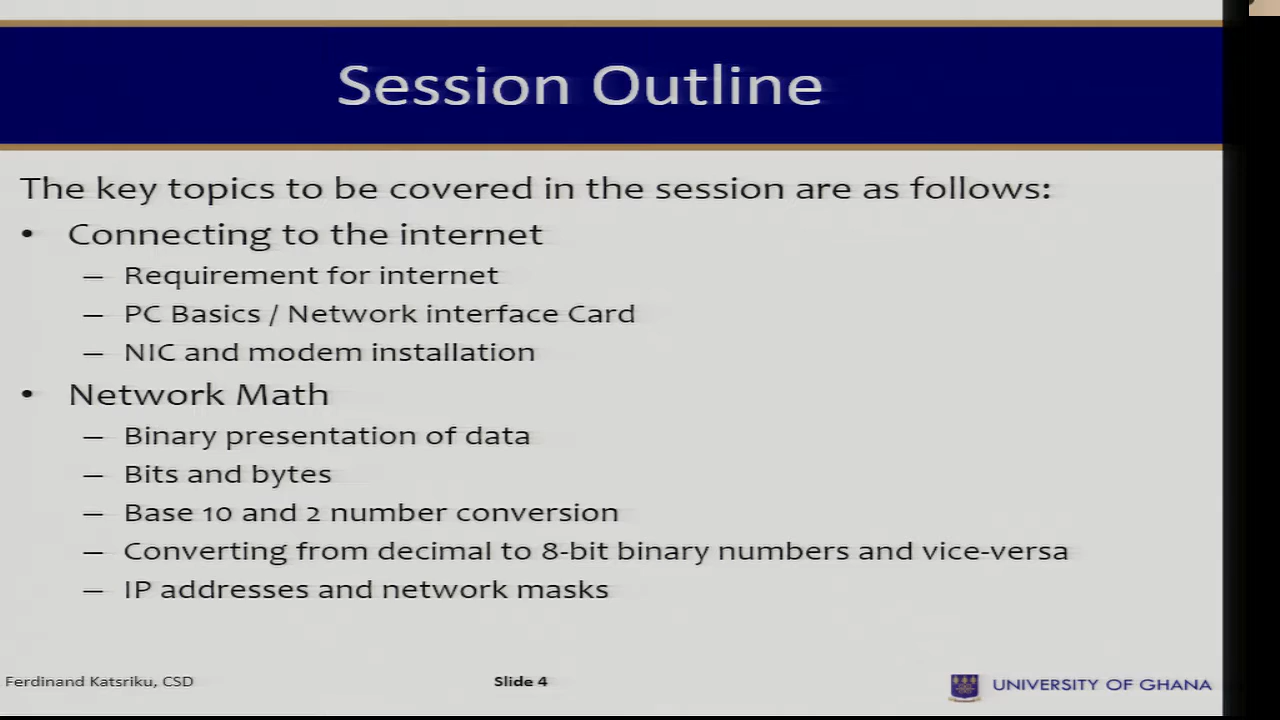 Session Outline
The key topics to be covered in the session are as follows:
• Connecting to the internet
– Requirement for internet
– PC Basics / Network interface Card
– NIC and modem installation
• Network Math
– Binary presentation of data
– Bits and bytes
– Base 10 and 2 number conversion
– Converting from decimal to 8-bit binary numbers and vice-versa
– IP addresses and network masks
Ferdinand Katsriku, CSD
Slide 4
UNIVERSITY OF GHANA